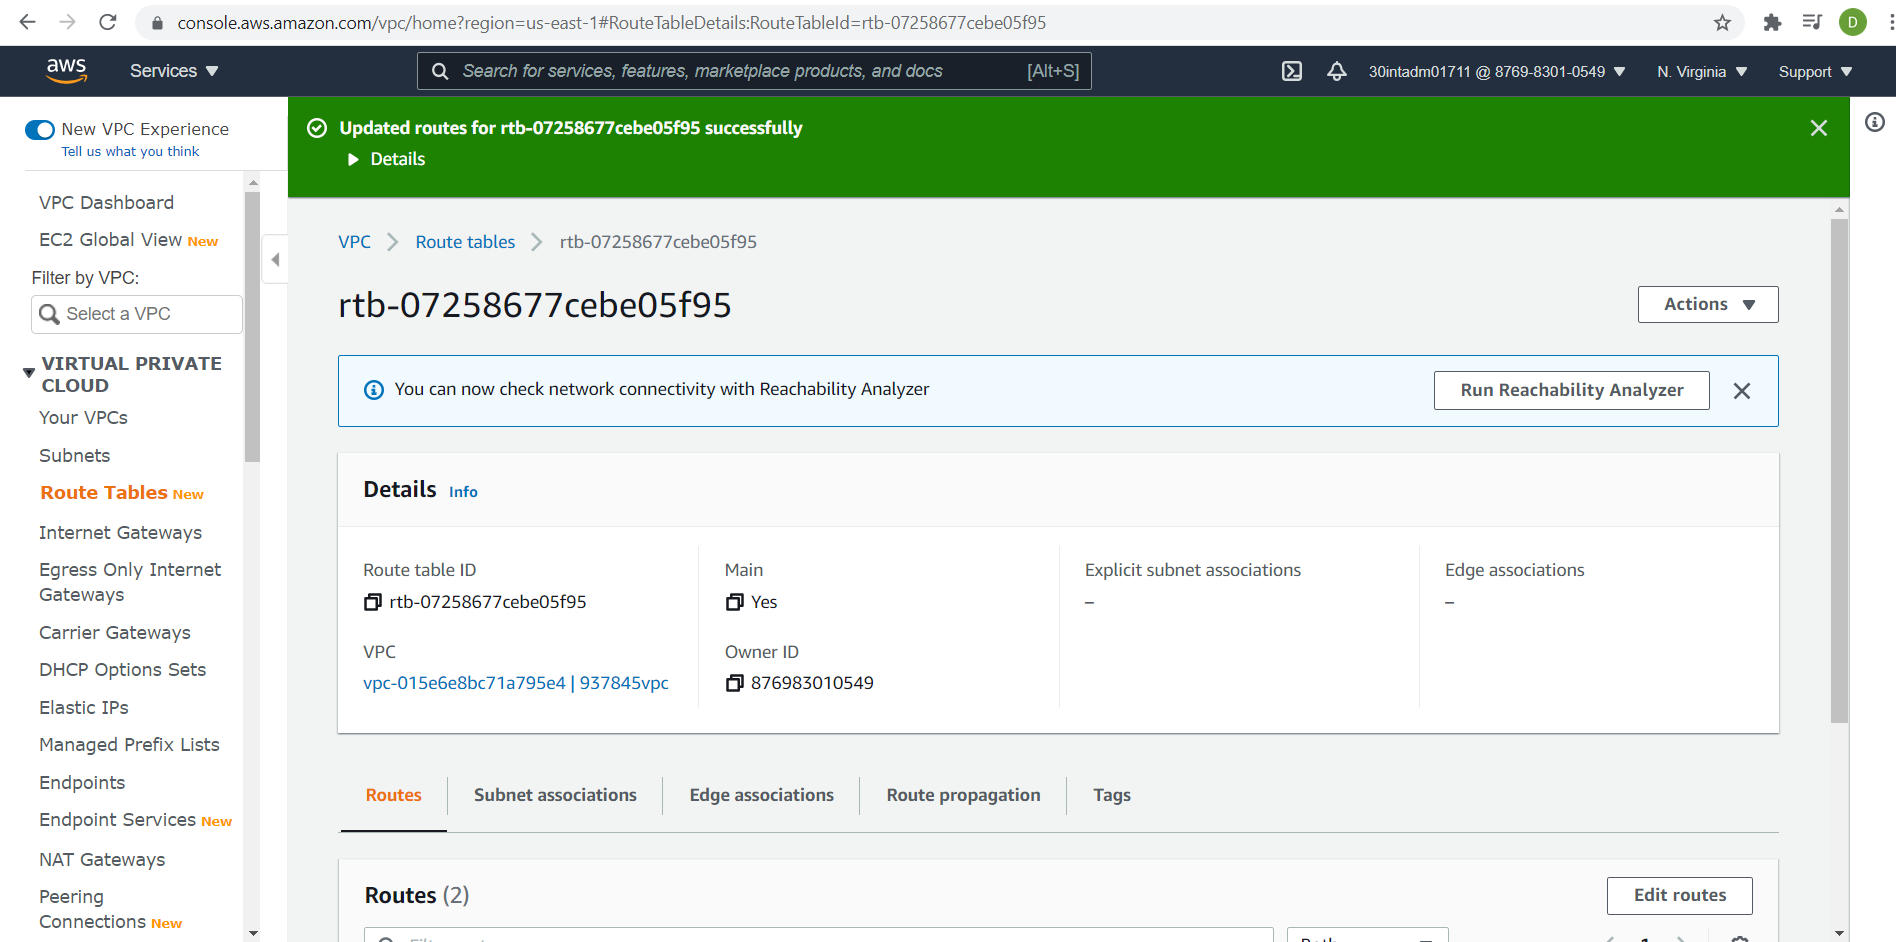 console.aws.amazon.com/vpc/home?region=us-east-1#RouteTableDetails:RouteTableId=rtb-07258677cebe05f95
D
aws
Services
Search for services, features, marketplace products, and docs
[Alt+S]
30intadm01711 @ 8769-8301-0549
N. Virginia
Support
New VPC Experience
Tell us what you think
VPC Dashboard
EC2 Global View New
Filter by VPC:
Select a VPC
VIRTUAL PRIVATE
CLOUD
Your VPCs
Subnets
Route Tables New
Internet Gateways
Egress Only Internet
Gateways
Carrier Gateways
DHCP Options Sets
Elastic IPs
Managed Prefix Lists
Endpoints
Endpoint Services New
NAT Gateways
Peering
Connections New
Updated routes for rtb-07258677cebe05f95 successfully
Details
VPC
Route tables
rtb-07258677cebe05f95
rtb-07258677cebe05f95
Actions
You can now check network connectivity with Reachability Analyzer
Run Reachability Analyzer
Details Info
Route table ID
rtb-07258677cebe05f95
Main
Yes
Explicit subnet associations
–
Edge associations
–
VPC
vpc-015e6e8bc71a795e4 | 937845vpc
Owner ID
876983010549
Routes
Subnet associations
Edge associations
Route propagation
Tags
Routes (2)
Edit routes